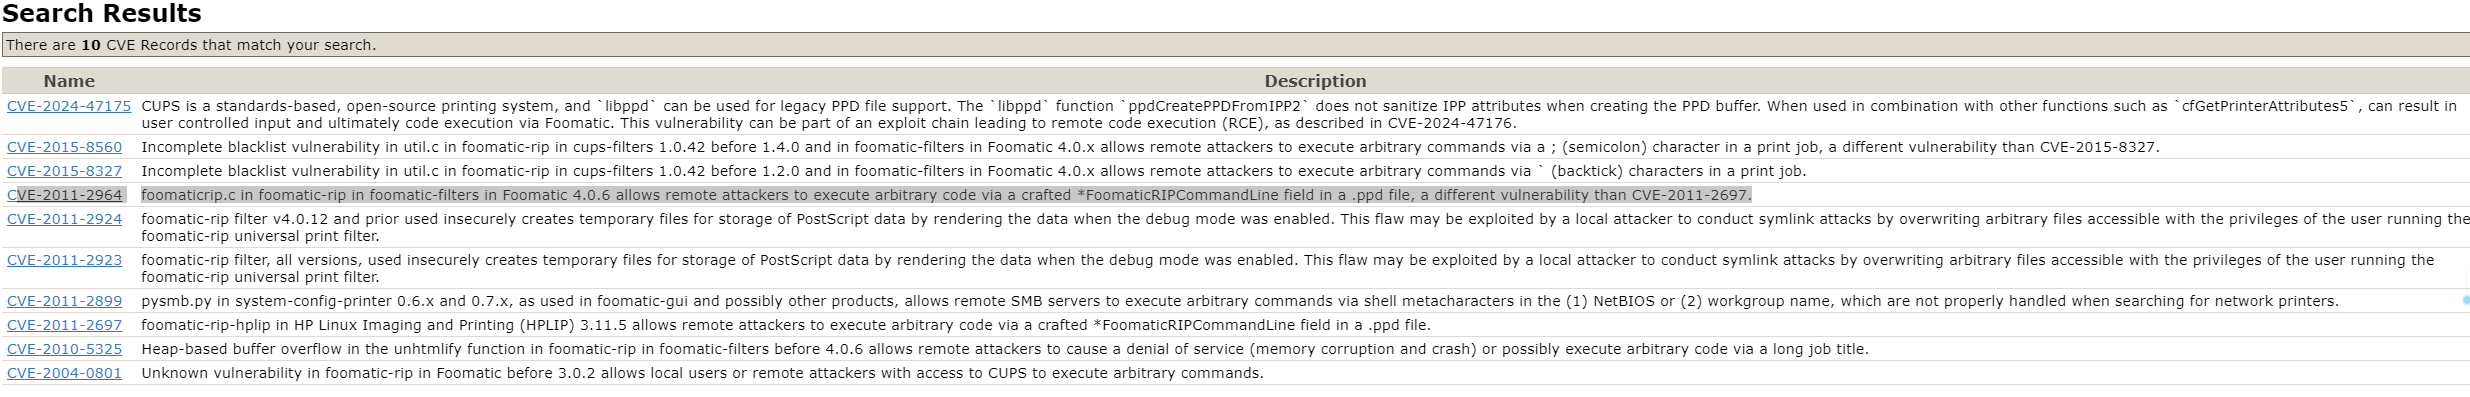 Search Results
There are 10 CVE Records that match your search.
Name Description
CVE-2024-47175 CUPS is a standards-based, open-source printing system, and `libppd` can be used for legacy PPD file support. The `libppd` function `ppdCreatePPDFromIPP2` does not sanitize IPP attributes when creating the PPD buffer. When used in combination with other functions such as `cfGetPrinterAttributes5`, can result in
user controlled input and ultimately code execution via Foomatic. This vulnerability can be part of an exploit chain leading to remote code execution (RCE), as described in CVE-2024-47176.
CVE-2015-8560 Incomplete blacklist vulnerability in util.c in foomatic-rip in cups-filters 1.0.42 before 1.4.0 and in foomatic-filters in Foomatic 4.0.x allows remote attackers to execute arbitrary commands via a ; (semicolon) character in a print job, a different vulnerability than CVE-2015-8327.
CVE-2015-8327 Incomplete blacklist vulnerability in util.c in foomatic-rip in cups-filters 1.0.42 before 1.2.0 and in foomatic-filters in Foomatic 4.0.x allows remote attackers to execute arbitrary commands via ` (backtick) characters in a print job.
CVE-2011-2964 foomaticrip.c in foomatic-rip in foomatic-filters in Foomatic 4.0.6 allows remote attackers to execute arbitrary code via a crafted *FoomaticRIPCommandLine field in a .ppd file, a different vulnerability than CVE-2011-2697.
CVE-2011-2924 foomatic-rip filter v4.0.12 and prior used insecurely creates temporary files for storage of PostScript data by rendering the data when the debug mode was enabled. This flaw may be exploited by a local attacker to conduct symlink attacks by overwriting arbitrary files accessible with the privileges of the user running the
foomatic-rip universal print filter.
CVE-2011-2923 foomatic-rip filter, all versions, used insecurely creates temporary files for storage of PostScript data by rendering the data when the debug mode was enabled. This flaw may be exploited by a local attacker to conduct symlink attacks by overwriting arbitrary files accessible with the privileges of the user running the
foomatic-rip universal print filter.
CVE-2011-2899 pysmb.py in system-config-printer 0.6.x and 0.7.x, as used in foomatic-gui and possibly other products, allows remote SMB servers to execute arbitrary commands via shell metacharacters in the (1) NetBIOS or (2) workgroup name, which are not properly handled when searching for network printers.
CVE-2011-2697 foomatic-rip-hplip in HP Linux Imaging and Printing (HPLIP) 3.11.5 allows remote attackers to execute arbitrary code via a crafted *FoomaticRIPCommandLine field in a .ppd file.
CVE-2010-5325 Heap-based buffer overflow in the unhtmlify function in foomatic-rip in foomatic-filters before 4.0.6 allows remote attackers to cause a denial of service (memory corruption and crash) or possibly execute arbitrary code via a long job title.
CVE-2004-0801 Unknown vulnerability in foomatic-rip in Foomatic before 3.0.2 allows local users or remote attackers with access to CUPS to execute arbitrary commands.